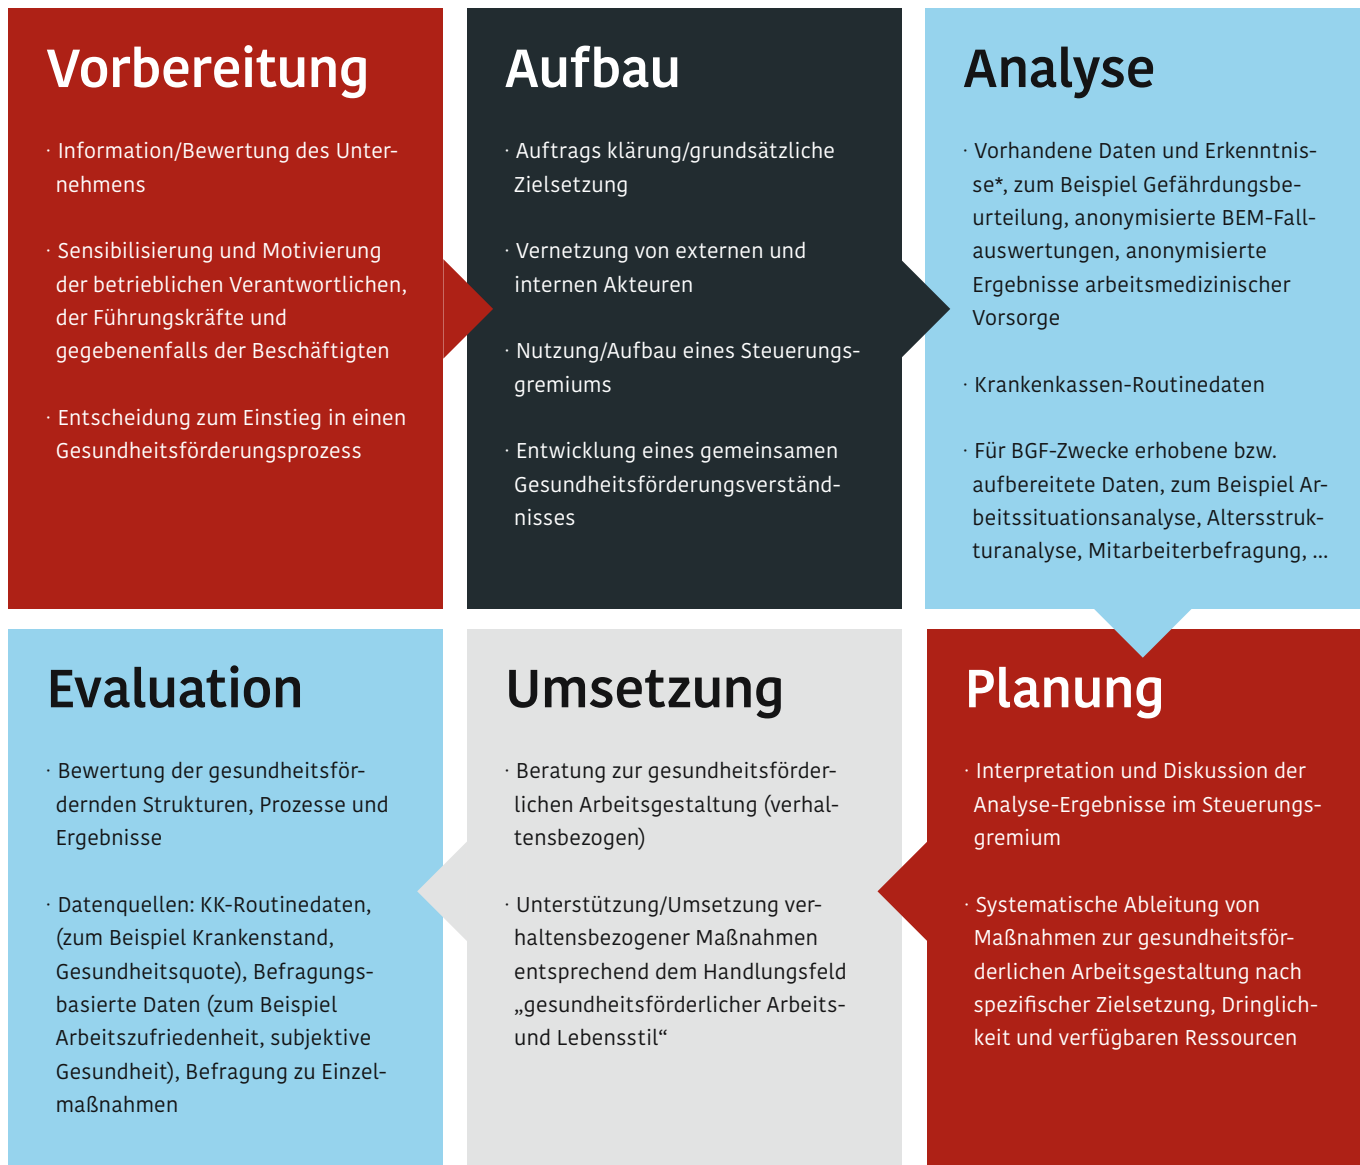 Vorbereitung
· Information/Bewertung des Unter-
nehmens
· Sensibilisierung und Motivierung
der betrieblichen Verantwortlichen,
der Führungskräfte und
gegebenenfalls der Beschäftigten
· Entscheidung zum Einstieg in einen
Gesundheitsförderungsprozess
Aufbau
· Auftrags klärung/grundsätzliche
Zielsetzung
· Vernetzung von externen und
internen Akteuren
· Nutzung/Aufbau eines Steuerungs-
gremiums
· Entwicklung eines gemeinsamen
Gesundheitsförderungsverständ-
nisses
Analyse
· Vorhandene Daten und Erkenntnis-
se*, zum Beispiel Gefährdungsbe-
urteilung, anonymisierte BEM-Fall-
auswertungen, anonymisierte
Ergebnisse arbeitsmedizinischer
Vorsorge
· Krankenkassen-Routinedaten
· Für BGF-Zwecke erhobene bzw.
aufbereitete Daten, zum Beispiel Ar-
beitssituationsanalyse, Altersstruk-
turanalyse, Mitarbeiterbefragung, ...
Planung
· Interpretation und Diskussion der
Analyse-Ergebnisse im Steuerungs-
gremium
· Systematische Ableitung von
Maßnahmen zur gesundheitsför-
derlichen Arbeitsgestaltung nach
spezifischer Zielsetzung, Dringlich-
keit und verfügbaren Ressourcen
Umsetzung
· Beratung zur gesundheitsförder-
lichen Arbeitsgestaltung (verhal-
tensbezogen)
· Unterstützung/Umsetzung ver-
haltensbezogener Maßnahmen
entsprechend dem Handlungsfeld
„gesundheitsförderlicher Arbeits-
und Lebensstil“
Evaluation
· Bewertung der gesundheitsför-
dernden Strukturen, Prozesse und
Ergebnisse
· Datenquellen: KK-Routinedaten,
(zum Beispiel Krankenstand,
Gesundheitsquote), Befragungs-
basierte Daten (zum Beispiel
Arbeitszufriedenheit, subjektive
Gesundheit), Befragung zu Einzel-
maßnahmen